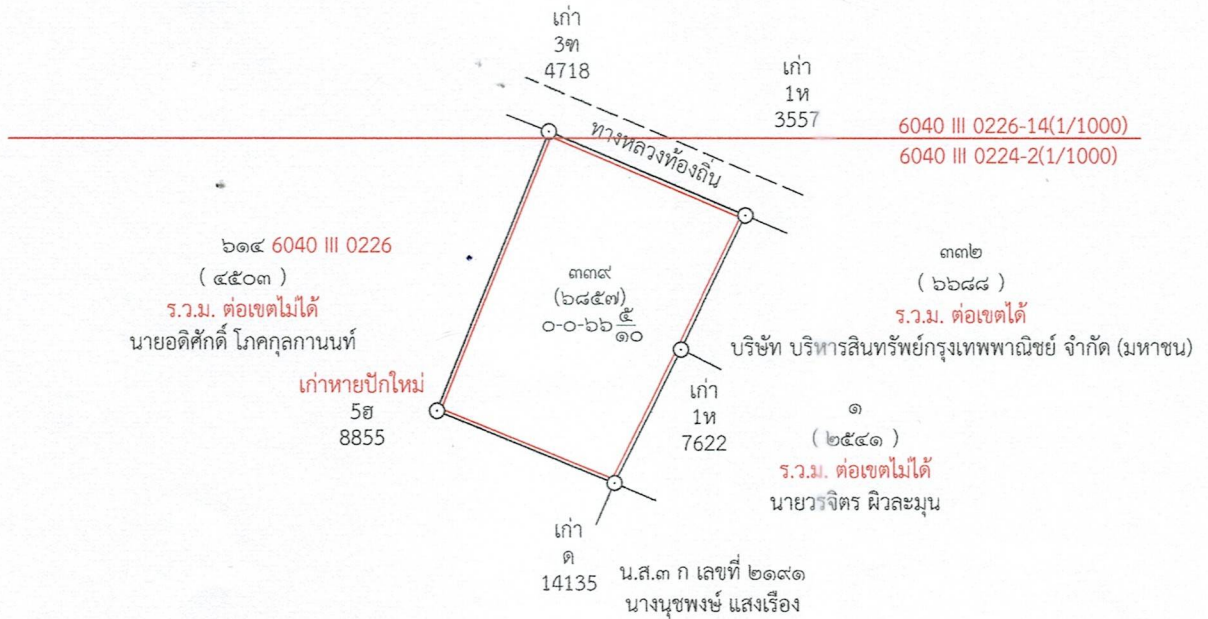 เก่า
3ฑ
4718
เก่า
1ห
3557
6040 III 0226-14(1/1000)
6040 III 0224-2(1/1000)
ทางหลวงท้องถิ่น
๖๑๔ 6040 III 0226
( ๔๕๐๓ )
ร.ว.ม. ต่อเขตไม่ได้
นายอดิศักดิ์ โภคกุลกานนท์
๓๓๙
(๖๘๕๗)
๐-๐-๖๖ ๕/๑๐
๓๓๒
( ๖๖๘๘ )
ร.ว.ม. ต่อเขตได้
บริษัท บริหารสินทรัพย์กรุงเทพพาณิชย์ จำกัด (มหาชน)
เก่าหายปักใหม่
5ฮ
8855
เก่า
1ห
7622
๑
( ๒๕๔๑ )
ร.ว.ม. ต่อเขตไม่ได้
นายวรจิตร ผิวละมุน
เก่า
ด
14135
น.ส.๓ ก เลขที่ ๒๑๙๑
นางนุชพงษ์ แสงเรือง